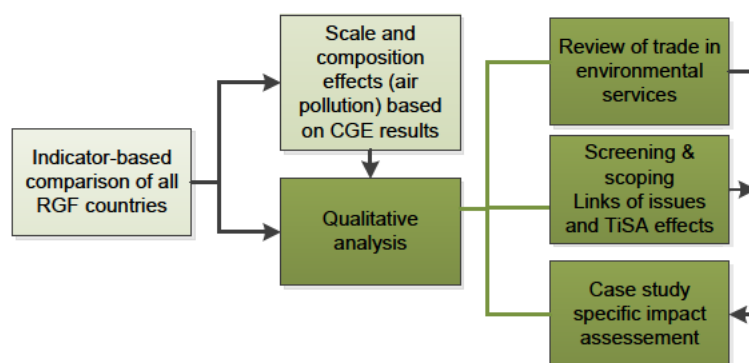 Indicator-based
comparison of all
RGF countries
Scale and
composition
effects (air
pollution) based
on CGE results
Qualitative
analysis
Review of trade in
environmental
services
Screening &
scoping
Links of issues
and TiSA effects
Case study
specific impact
assessement